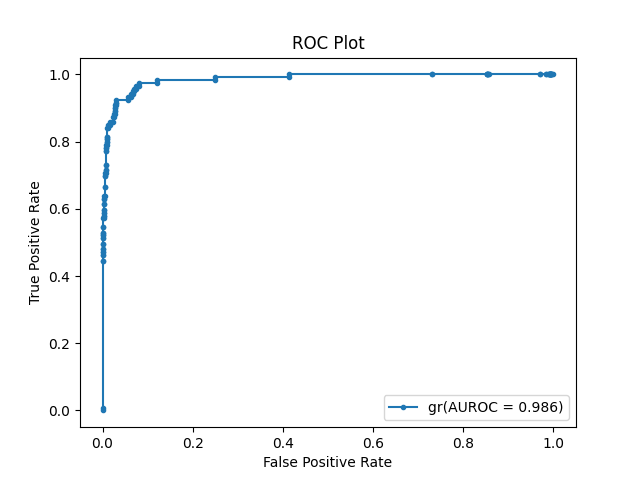 ROC Plot
1.0
0.8
0.6
0.4
0.2
0.0
True Positive Rate
gr(AUROC = 0.986)
0.0 0.2 0.4 0.6 0.8 1.0
False Positive Rate